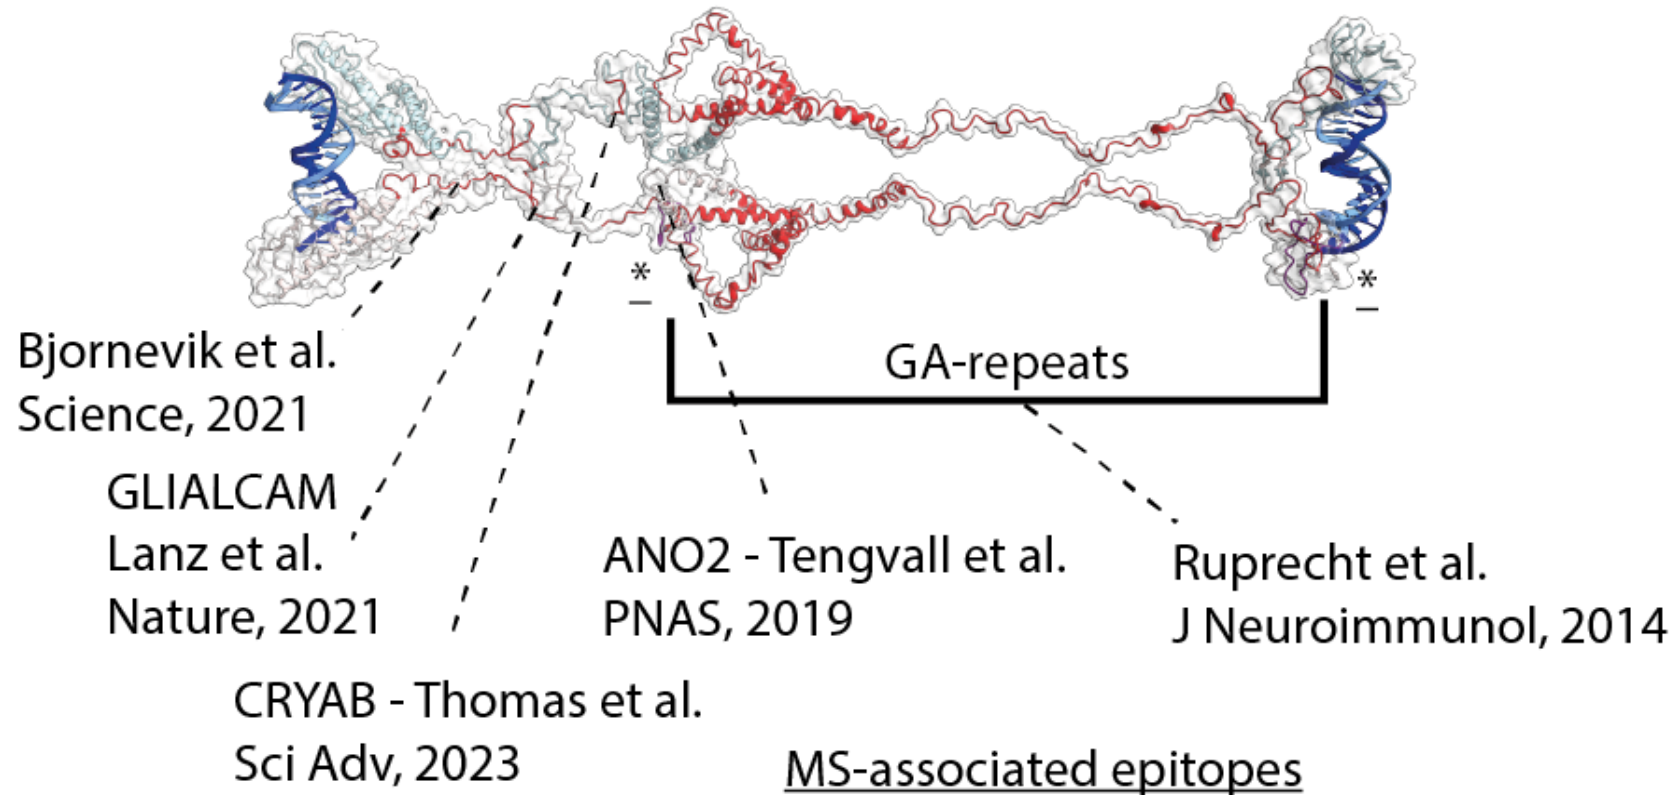 *
–
*
–
Bjornevik et al.
Science, 2021
GA-repeats
GLIALCAM
Lanz et al.
Nature, 2021
ANO2 - Tengvall et al.
PNAS, 2019
Ruprecht et al.
J Neuroimmunol, 2014
CRYAB - Thomas et al.
Sci Adv, 2023
MS-associated epitopes